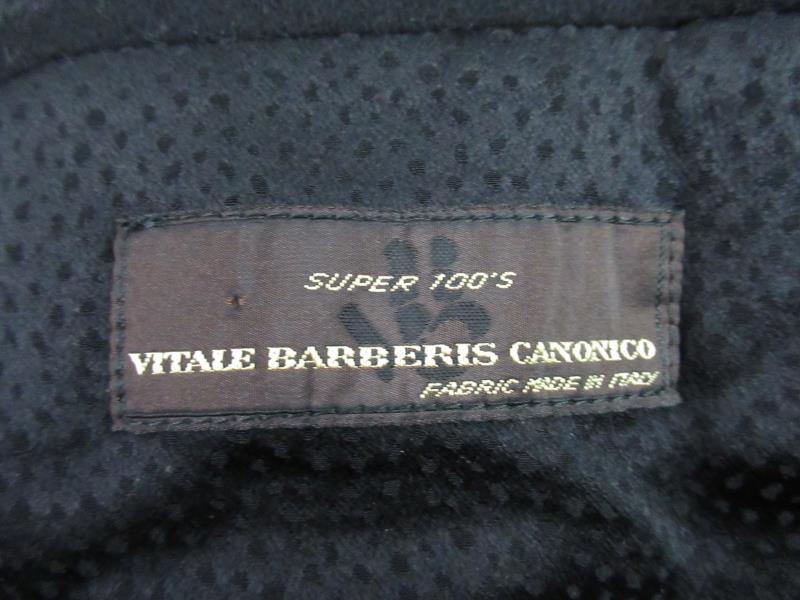 SUPER 100'S
VITALE BARBERIS CANONICO
FABRIC MADE IN ITALY